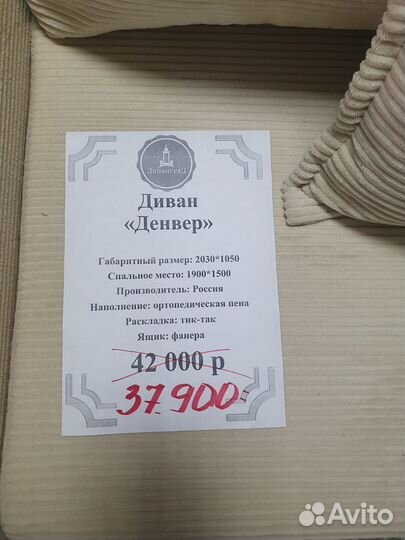 ДИВАНГРАД
Диван
«Денвер»
Габаритный размер: 2030*1050
Спальное место: 1900*1500
Производитель: Россия
Наполнение: ортопедическая пена
Раскладка: тик-так
Ящик: фанера
42 000 р
37 900=
Avito